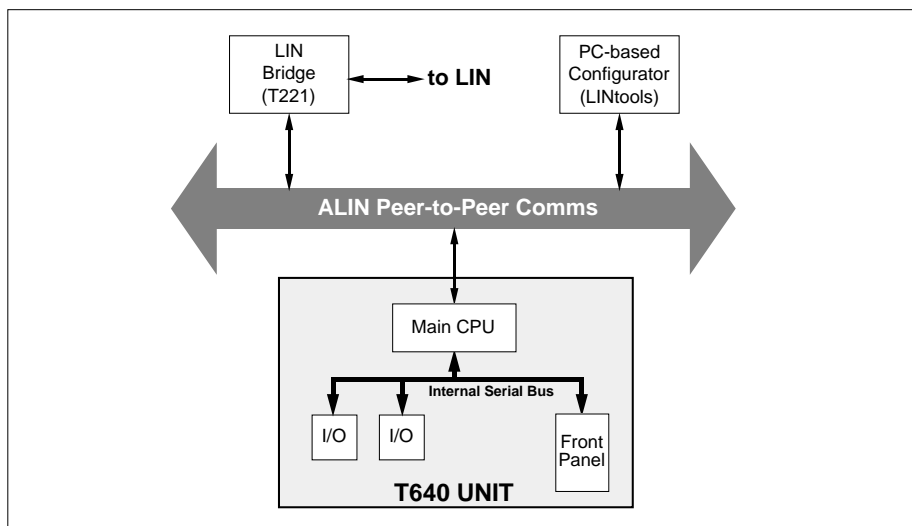 LIN
Bridge
(T221)
to LIN
PC-based
Configurator
(LINtools)
ALIN Peer-to-Peer Comms
Main CPU
Internal Serial Bus
I/O
I/O
Front
Panel
T640 UNIT